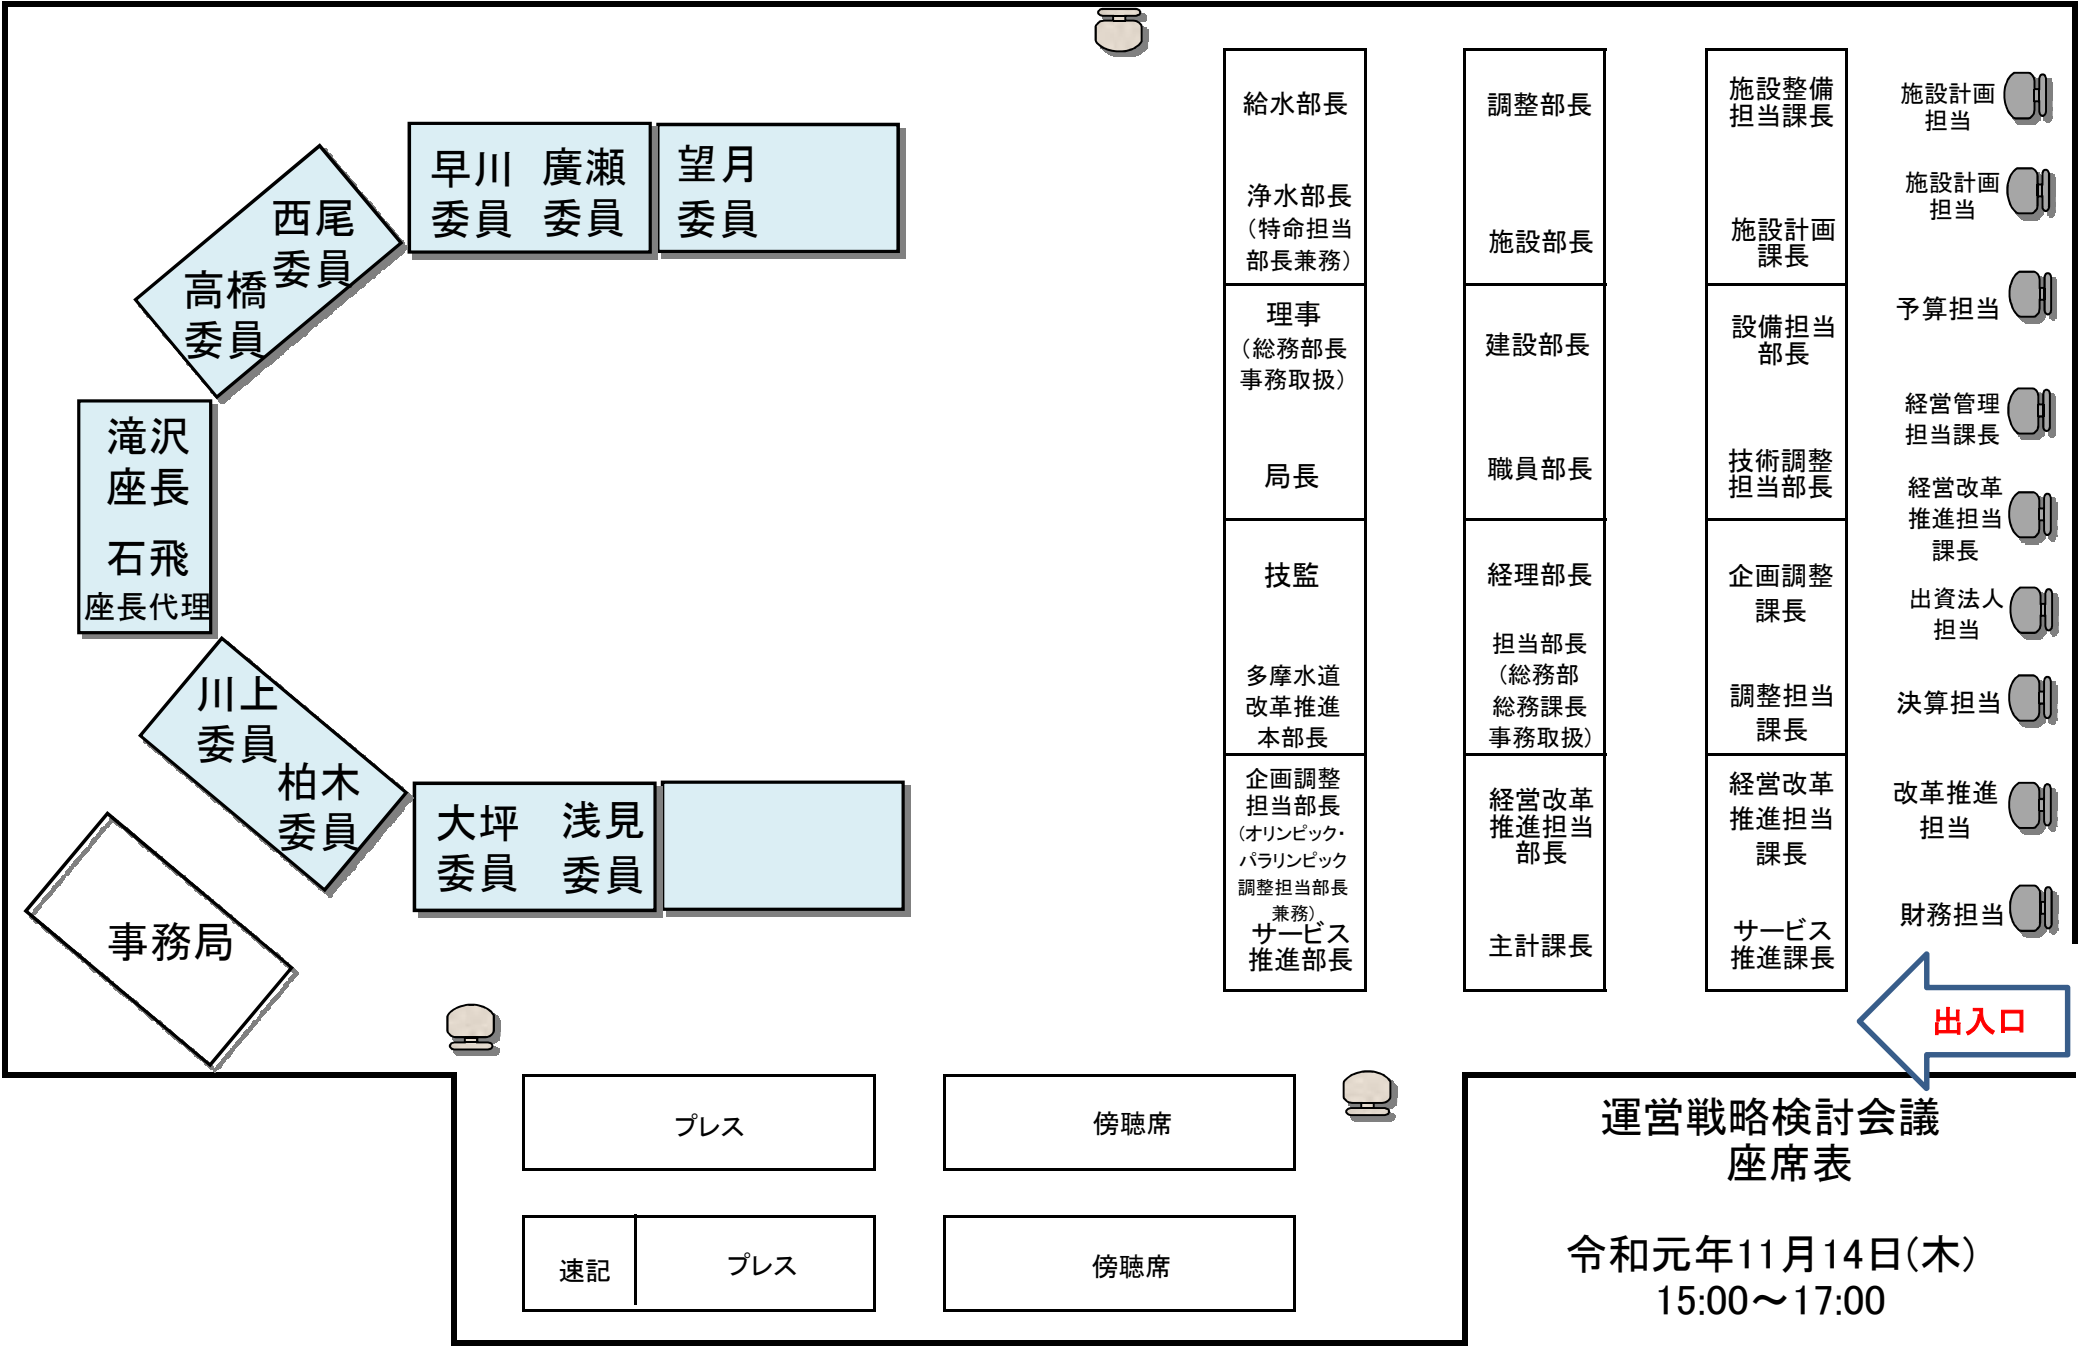 早川
委員
廣瀬
委員
望月
委員
西尾
委員
高橋
委員
滝沢
座長
石飛
座長代理
川上
委員
柏木
委員
大坪
委員
浅見
委員
事務局
給水部長
浄水部長
（特命担当
部長兼務）
理事
（総務部長
事務取扱）
局長
技監
多摩水道
改革推進
本部長
企画調整
担当部長
（オリンピック・
パラリンピック
調整担当部長
兼務）
サービス
推進部長
調整部長
施設部長
建設部長
職員部長
経理部長
担当部長
（総務部
総務課長
事務取扱）
経営改革
推進担当
部長
主計課長
施設整備
担当課長
施設計画
課長
設備担当
部長
技術調整
担当部長
企画調整
課長
調整担当
課長
経営改革
推進担当
課長
サービス
推進課長
施設計画
担当
施設計画
担当
予算担当
経営管理
担当課長
経営改革
推進担当
課長
出資法人
担当
決算担当
改革推進
担当
財務担当
出入口
プレス
傍聴席
速記
プレス
傍聴席
運営戦略検討会議
座席表
令和元年11月14日(木)
15:00～17:00